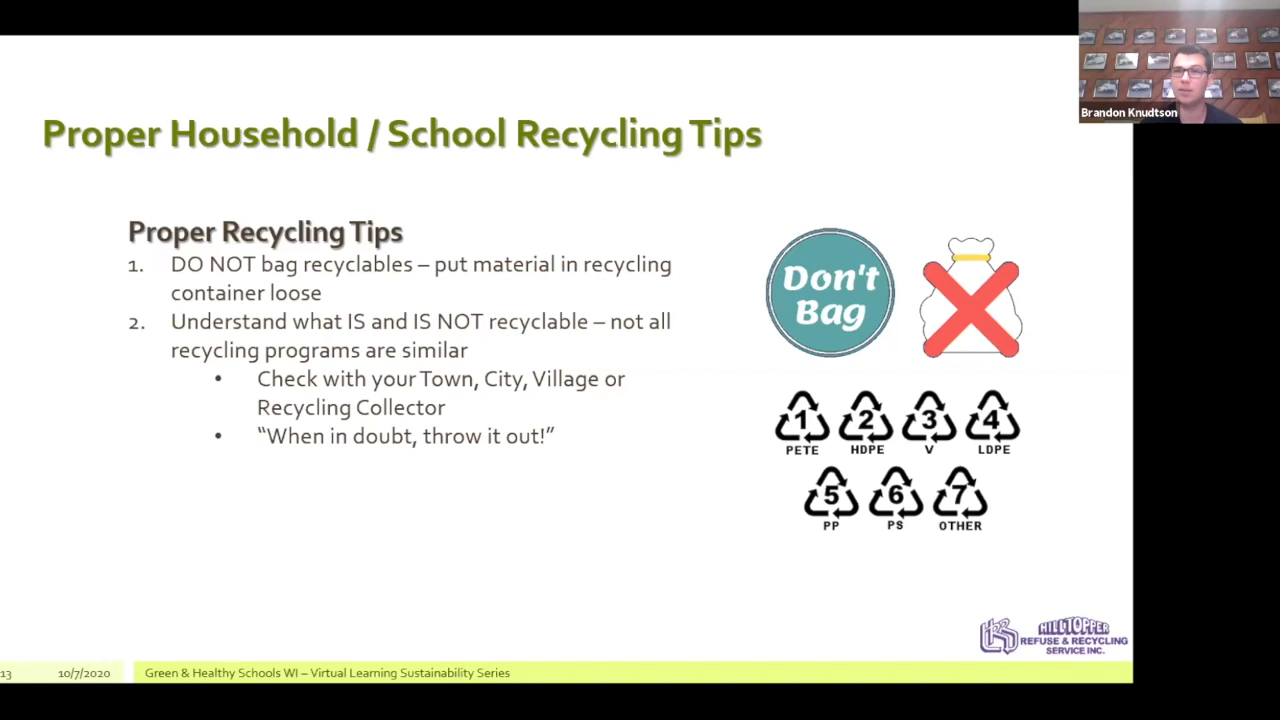 Brandon Knudtson
Proper Household / School Recycling Tips
Proper Recycling Tips
1. DO NOT bag recyclables – put material in recycling
container loose
2. Understand what IS and IS NOT recyclable – not all
recycling programs are similar
• Check with your Town, City, Village or
Recycling Collector
• “When in doubt, throw it out!”
Don't
Bag
1 2 3 4
PETE HDPE V LDPE
5 6 7
PP PS OTHER
HILLTOPPER
REFUSE & RECYCLING
SERVICE INC.
13 10/7/2020 Green & Healthy Schools WI – Virtual Learning Sustainability Series